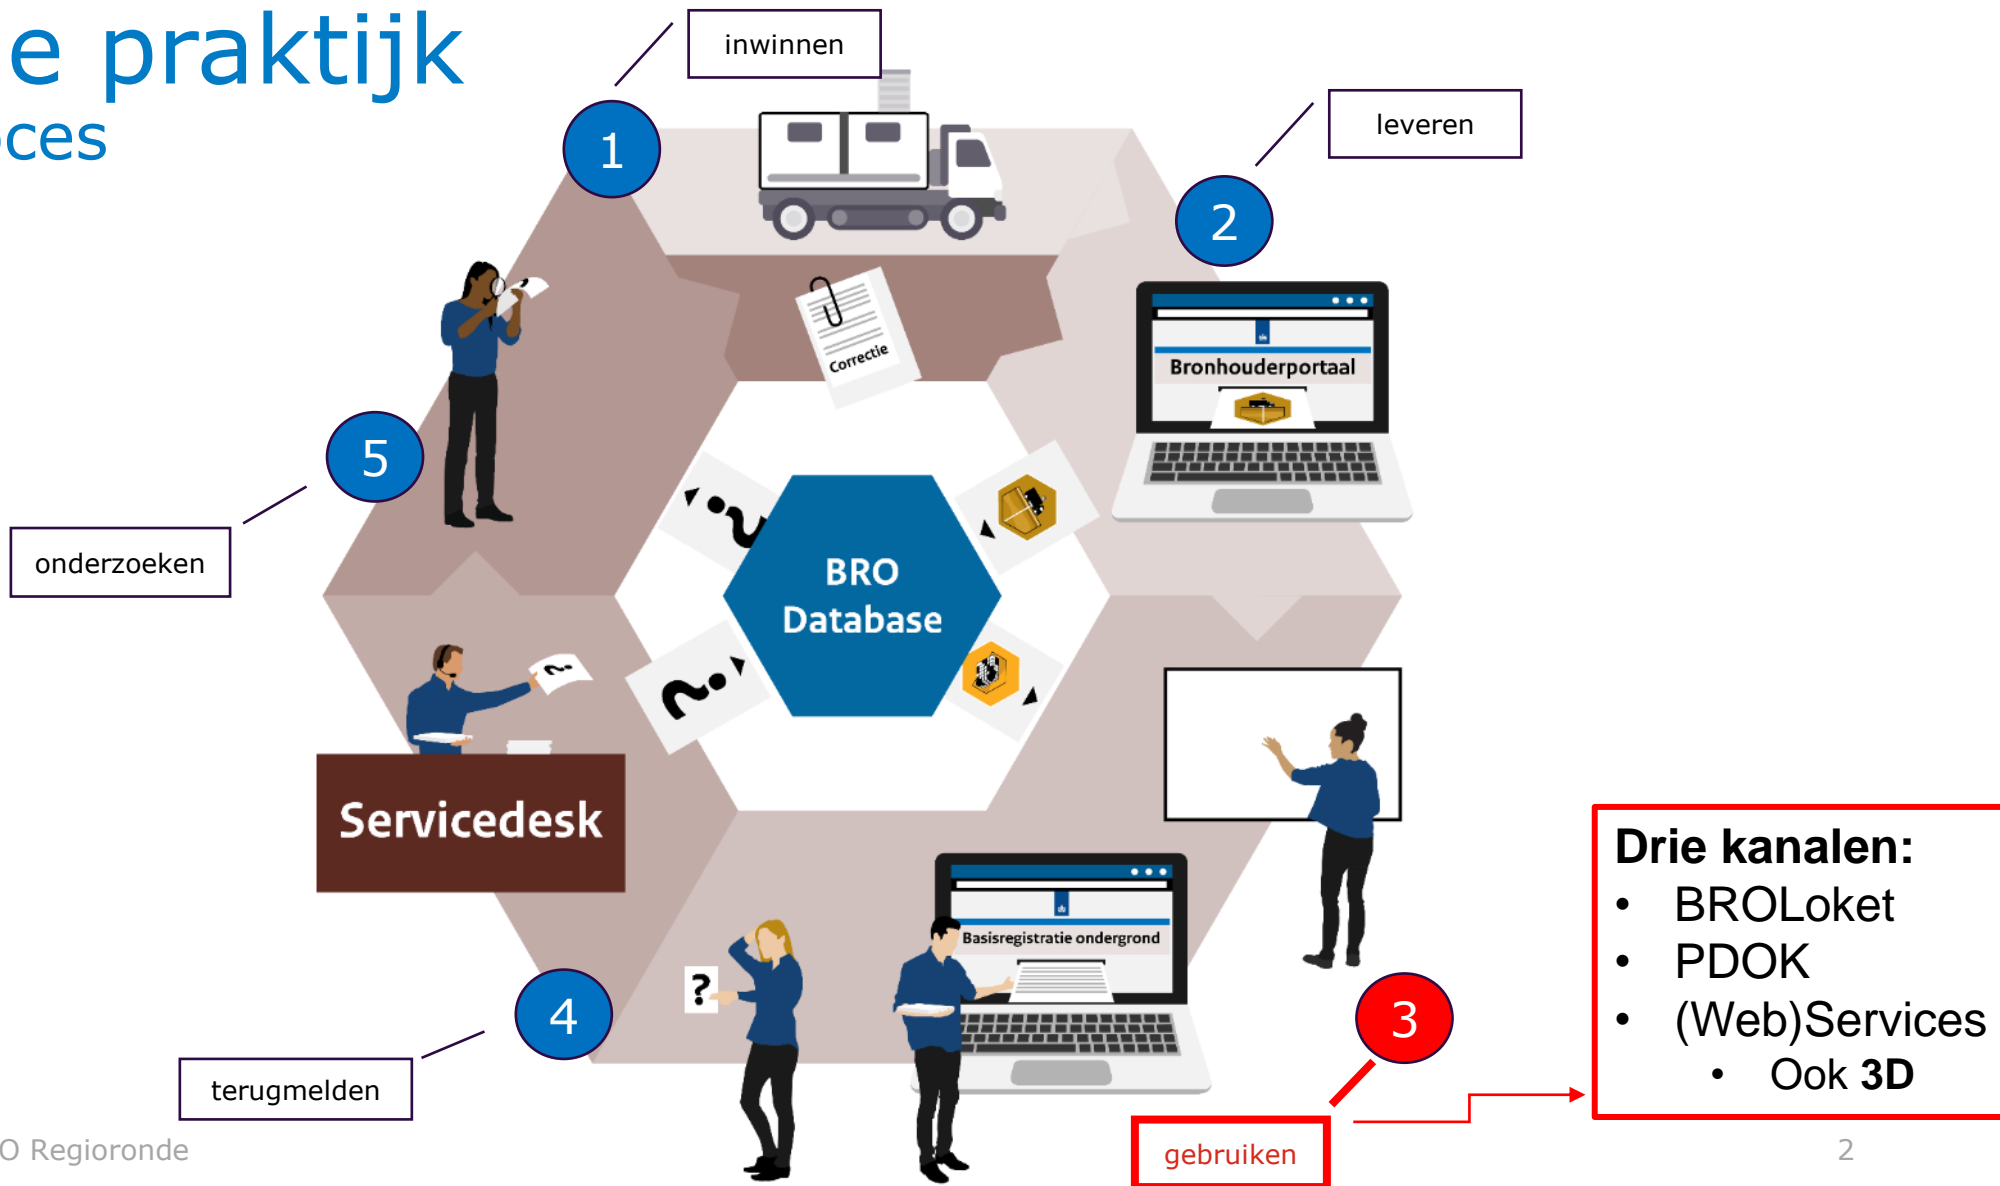 e praktijk
ces
inwinnen
1
leveren
2
Correctie
Bronhouderportaal
5
onderzoeken
BRO
Database
Servicedesk
Basisregistratie ondergrond
?
4
terugmelden
3
gebruiken
Drie kanalen:
• BROLoket
• PDOK
• (Web)Services
• Ook 3D
O Regioronde
2